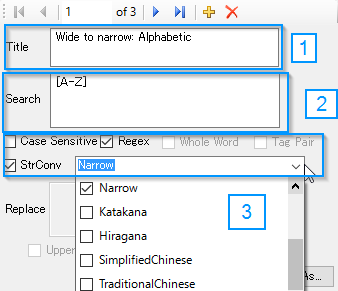 1 of 3
Title Wide to narrow: Alphabetic 1
Search [A-Z] 2
Case Sensitive Regex Whole Word Tag Pair
StrConv Narrow
Narrow
Katakana 3
Replace Hiragana
Upper SimplifiedChinese
TraditionalChinese As...